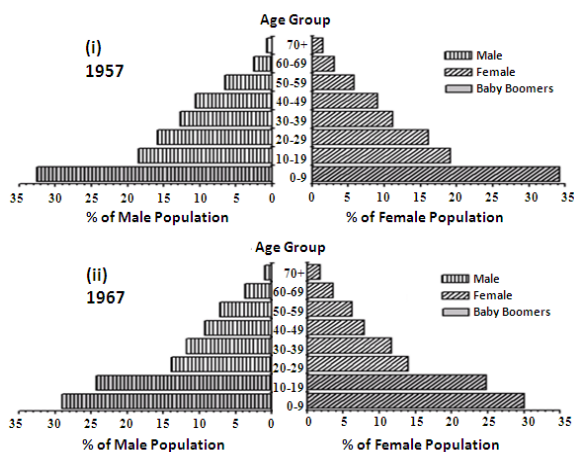 Age Group
(i)
1957
70+
60-69
50-59
40-49
30-39
20-29
10-19
0-9
Male
Female
Baby Boomers
35 30 25 20 15 10 5 0
0 5 10 15 20 25 30 35
% of Male Population
% of Female Population
Age Group
(ii)
1967
70+
60-69
50-59
40-49
30-39
20-29
10-19
0-9
Male
Female
Baby Boomers
35 30 25 20 15 10 5 0
0 5 10 15 20 25 30 35
% of Male Population
% of Female Population